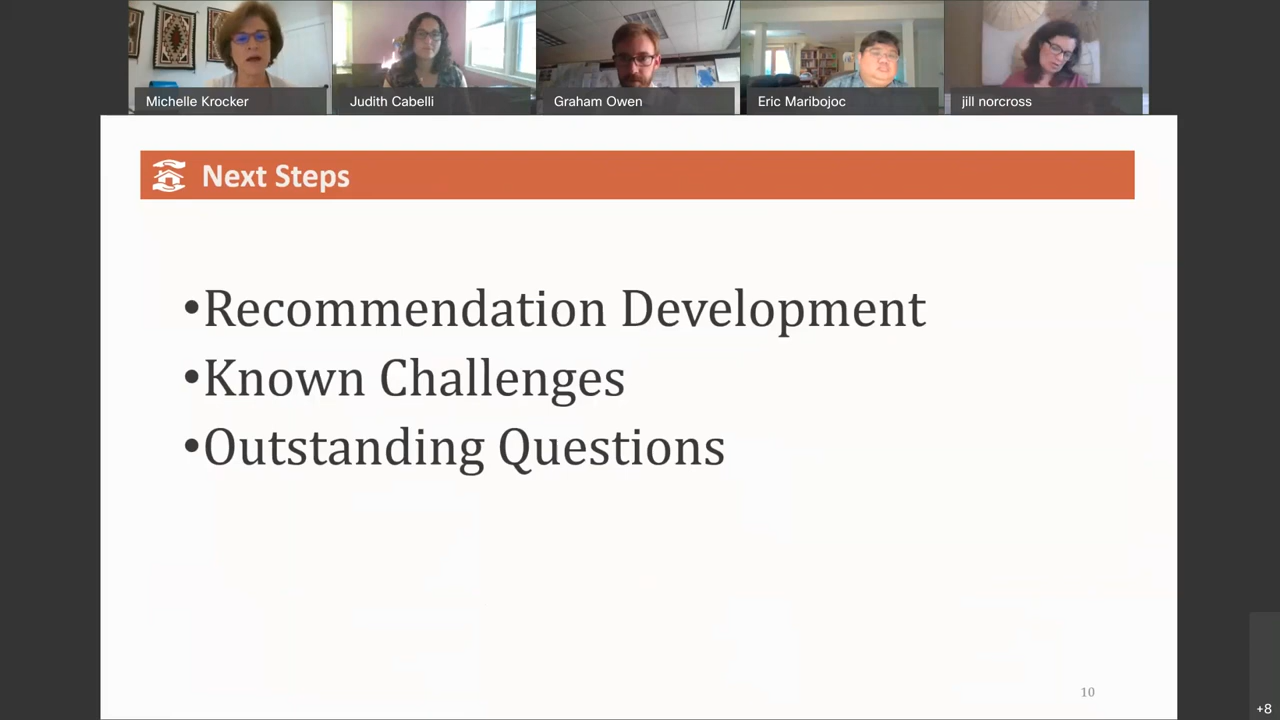 Michelle Krocker
Judith Cabelli
Graham Owen
Eric Maribojoc
jill norcross
Next Steps
•Recommendation Development
•Known Challenges
•Outstanding Questions
10
+8